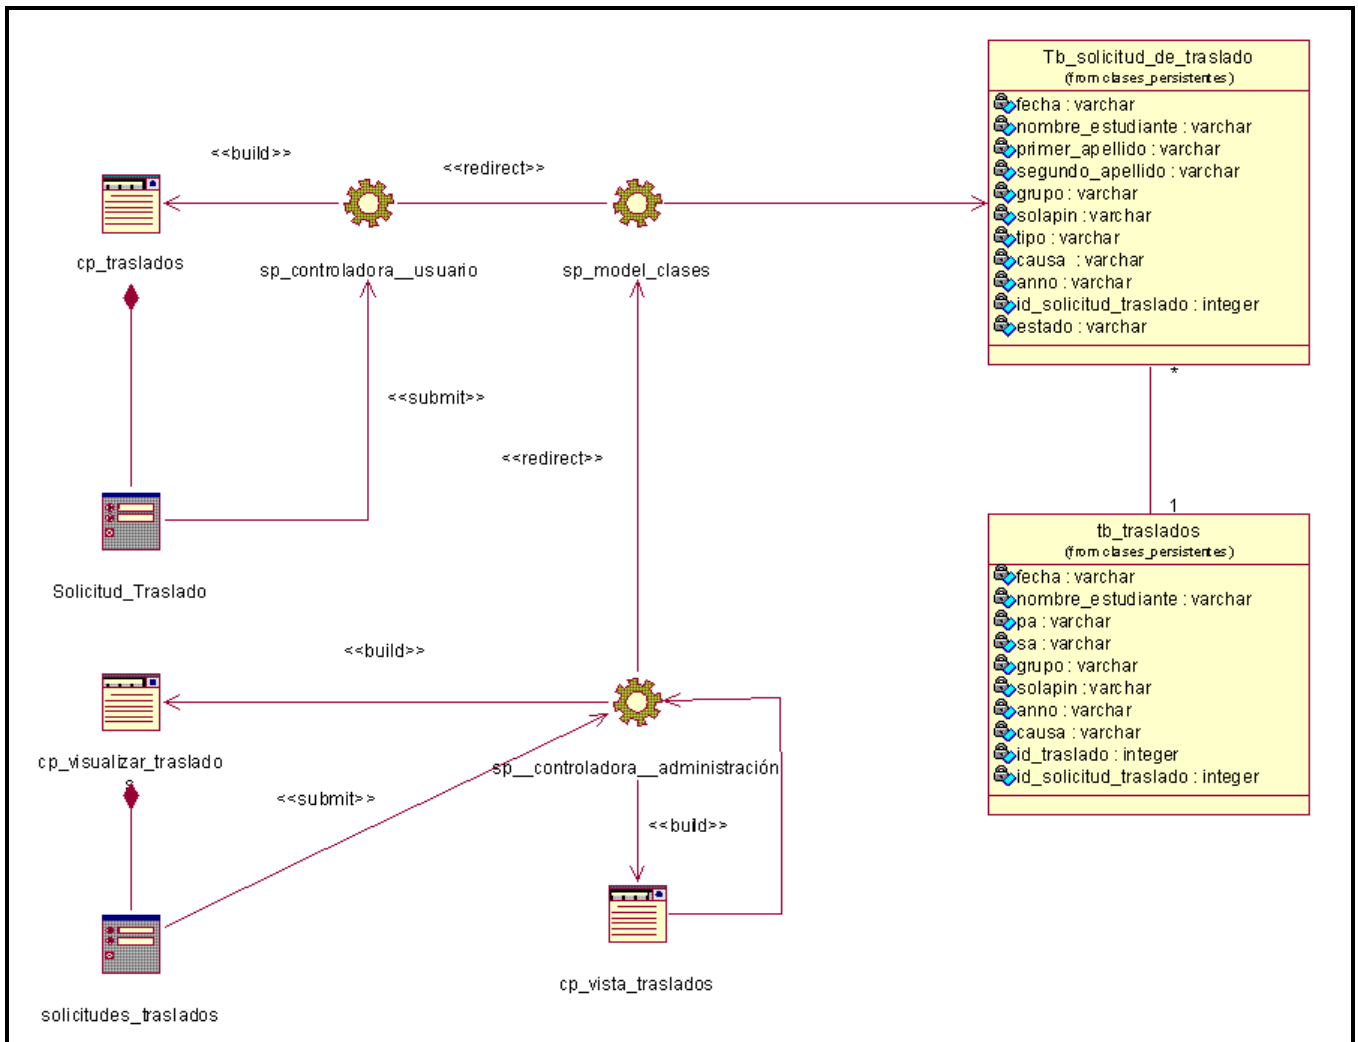 Tb_solicitud_de_traslado
(from clases_persistentes)
fecha : varchar
nombre_estudiante : varchar
primer_apellido : varchar
segundo_apellido : varchar
grupo : varchar
solapin : varchar
tipo : varchar
causa : varchar
anno : varchar
id_solicitud_traslado : integer
estado : varchar
<<build>>
<<redirect>>
cp_traslados
sp_controladora__usuario
sp_model_clases
<<submit>>
*
<<redirect>>
1
tb_traslados
(from clases_persistentes)
fecha : varchar
nombre_estudiante : varchar
pa : varchar
sa : varchar
grupo : varchar
solapin : varchar
anno : varchar
causa : varchar
id_traslado : integer
id_solicitud_traslado : integer
Solicitud_Traslado
<<build>>
cp_visualizar_traslado
s
sp__controladora__administración
<<submit>>
<<build>>
cp_vista_traslados
solicitudes_traslados